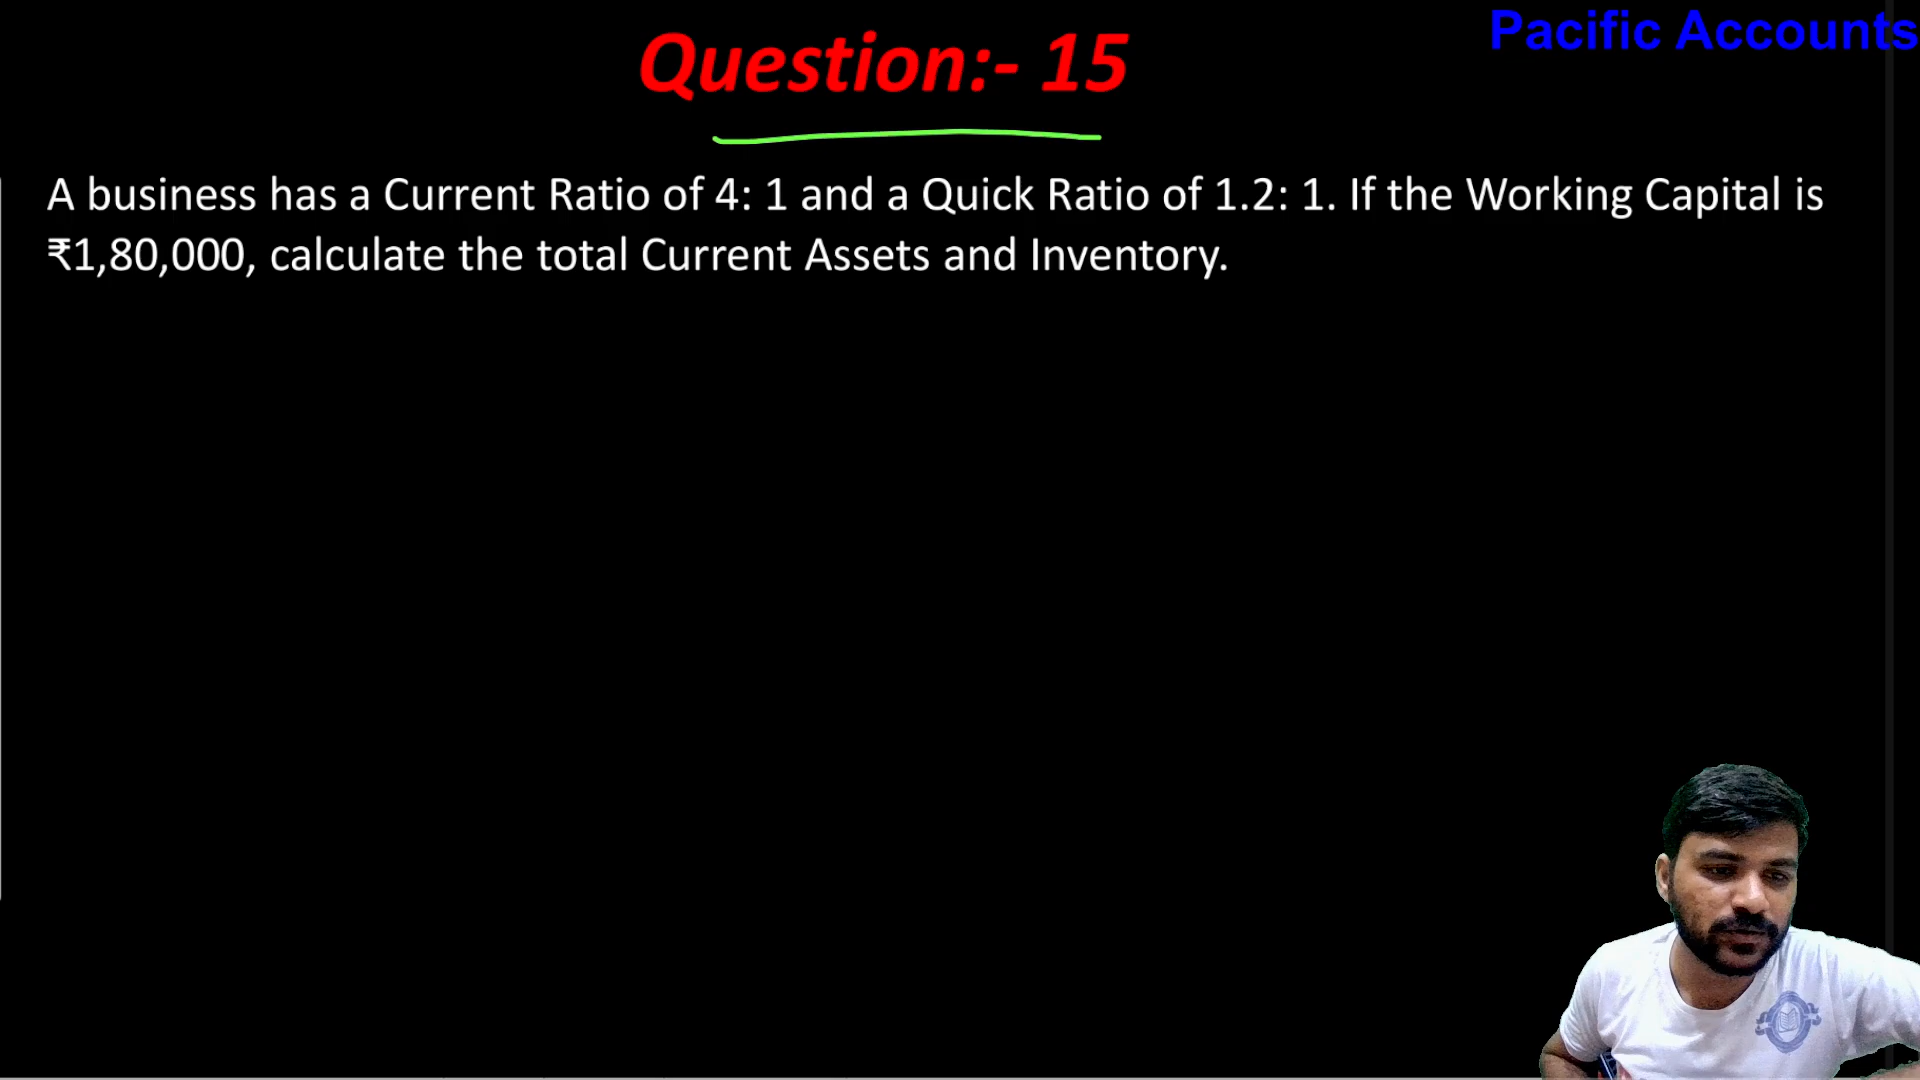 Pacific Accounts
Question:- 15
A business has a Current Ratio of 4: 1 and a Quick Ratio of 1.2: 1. If the Working Capital is
₹1,80,000, calculate the total Current Assets and Inventory.